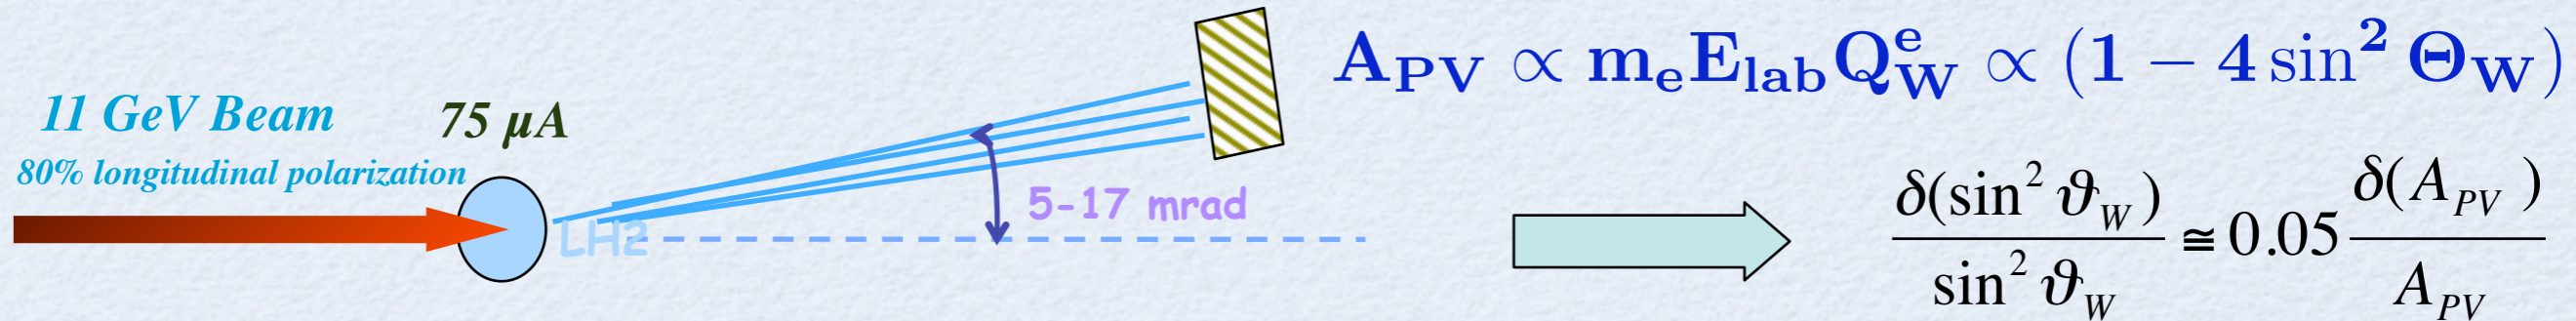 A_PV ∝ m_e E_lab Q_W^e ∝ (1 − 4 sin² Θ_W)
11 GeV Beam
75 μA
80% longitudinal polarization
5-17 mrad
LH2
δ(sin² ϑ_W) / sin² ϑ_W ≅ 0.05 δ(A_PV) / A_PV